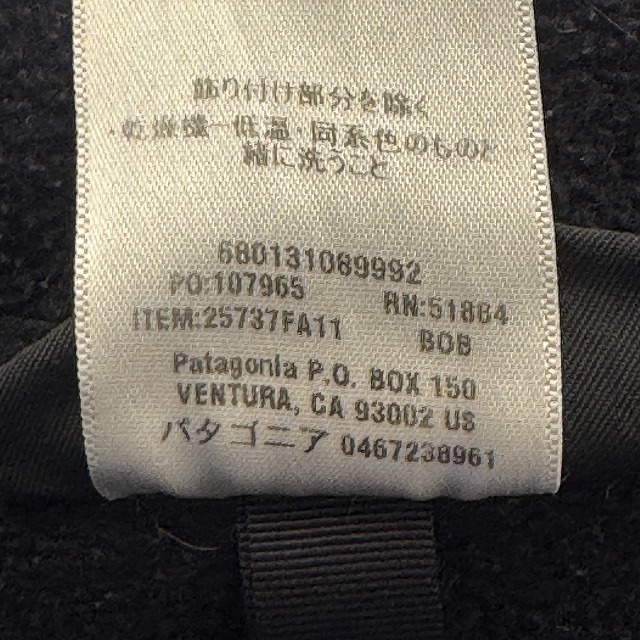 飾り付け部分を除く
・乾燥機－低温・同系色のものと
緒に洗うこと
680131069992
PO:107965 RN:51884
ITEM:25737FA11 BOB
Patagonia P.O. BOX 150
VENTURA, CA 93002 US
パタゴニア 0467238961